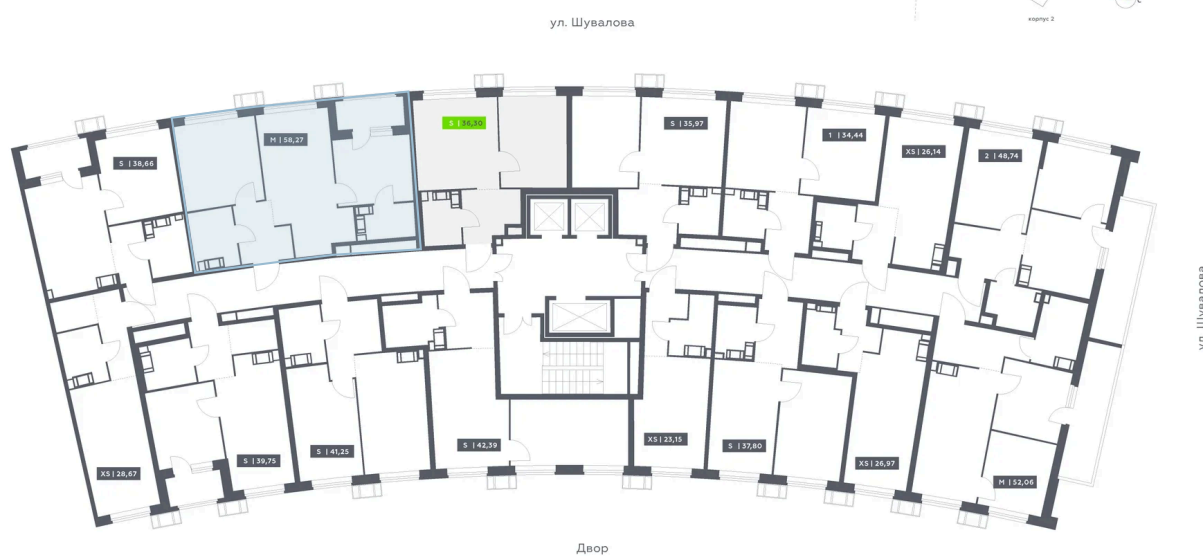 корпус 2
ул. Шувалова
S | 38,66
M | 58,27
S | 36,30
S | 35,97
1 | 34,44
XS | 26,14
2 | 48,74
ул. Шувалова
XS | 28,67
S | 39,75
S | 41,25
S | 42,39
XS | 23,15
S | 37,80
XS | 26,97
M | 52,06
Двор